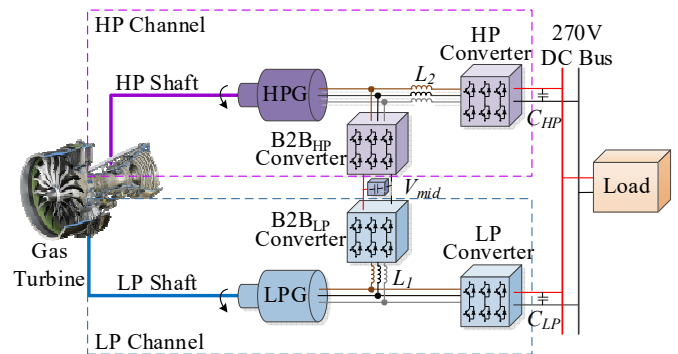 HP Channel
HP Shaft
HPG
L2
HP
Converter
270V
DC Bus
CHP
B2BHP
Converter
Vmid
B2BLP
Converter
Load
Gas
Turbine
LP Shaft
LPG
L1
LP
Converter
CLP
LP Channel